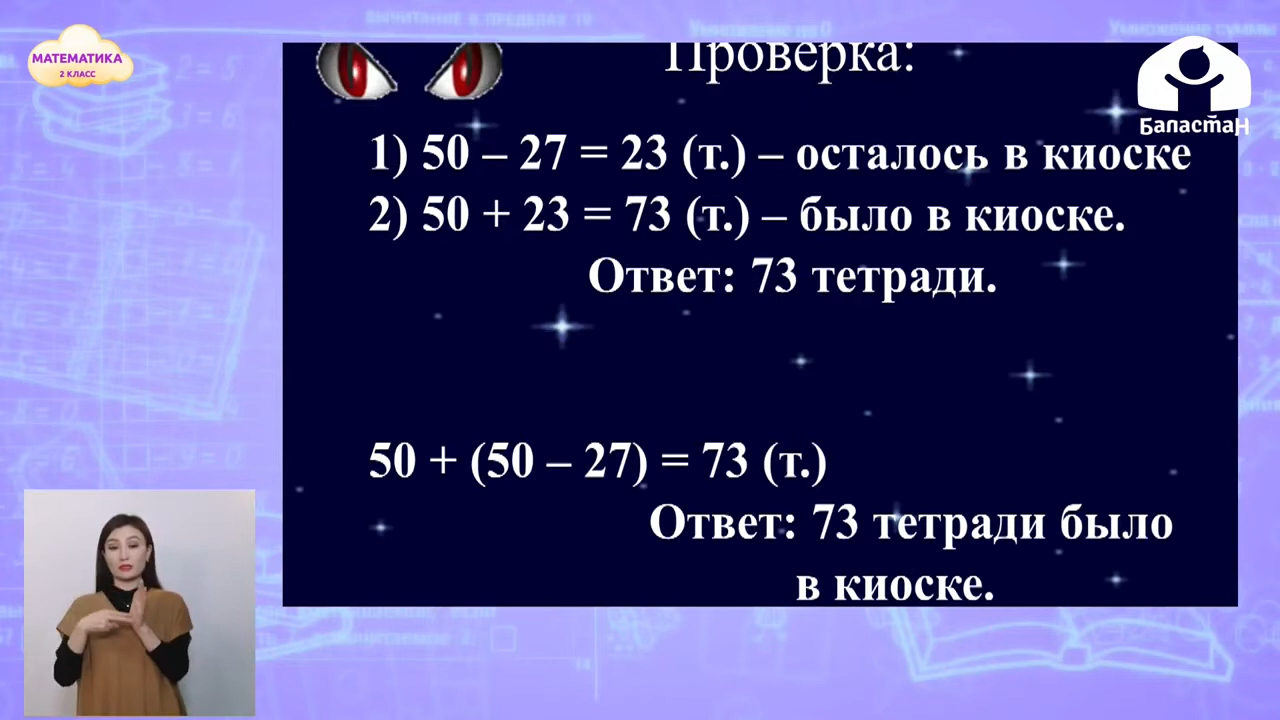 МАТЕМАТИКА
2 КЛАСС
Проверка:
БаластаН
1) 50 – 27 = 23 (т.) – осталось в киоске
2) 50 + 23 = 73 (т.) – было в киоске.
Ответ: 73 тетради.
50 + (50 – 27) = 73 (т.)
Ответ: 73 тетради было
в киоске.